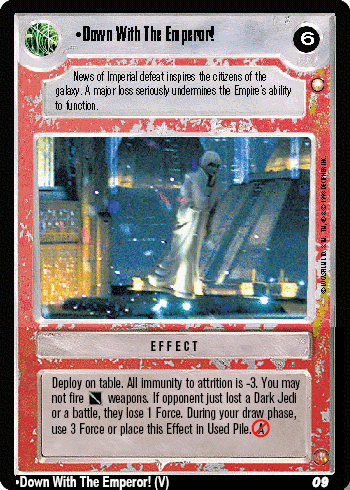 •Down With The Emperor!
6
News of Imperial defeat inspires the citizens of the
galaxy. A major loss seriously undermines the Empire's ability
to function.
EFFECT
Deploy on table. All immunity to attrition is -3. You may
not fire weapons. If opponent just lost a Dark Jedi
or a battle, they lose 1 Force. During your draw phase,
use 3 Force or place this Effect in Used Pile. A
•Down With The Emperor! (V)
09